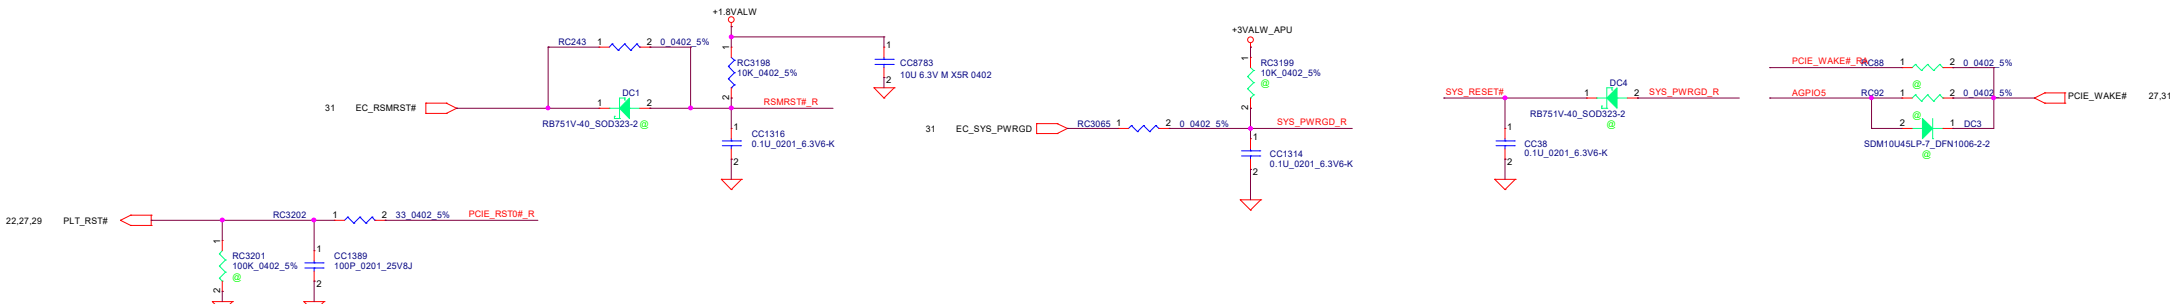 +1.8VALW
RC243 1 2 0_0402_5%
RC3198
10K_0402_5%
1
2
CC8783
10U 6.3V M X5R 0402
1
2
31 EC_RSMRST#
1 DC1 2
RB751V-40_SOD323-2 @
RSMRST#_R
CC1316
0.1U_0201_6.3V6-K
1
2
+3VALW_APU
RC3199
10K_0402_5%
@
1
2
31 EC_SYS_PWRGD
RC3065 1 2 0_0402_5%
SYS_PWRGD_R
CC1314
0.1U_0201_6.3V6-K
1
2
SYS_RESET#
1 DC4 2
SYS_PWRGD_R
RB751V-40_SOD323-2
@
CC38
0.1U_0201_6.3V6-K
1
2
PCIE_WAKE#_R
RC88 1 2 0_0402_5%
@
AGPIO5
RC92 1 2 0_0402_5%
@
PCIE_WAKE# 27,31
2 1 DC3
SDM10U45LP-7_DFN1006-2-2
@
22,27,29 PLT_RST#
RC3202 1 2 33_0402_5%
PCIE_RST0#_R
RC3201
100K_0402_5%
@
1
2
CC1389
100P_0201_25V8J
1
2